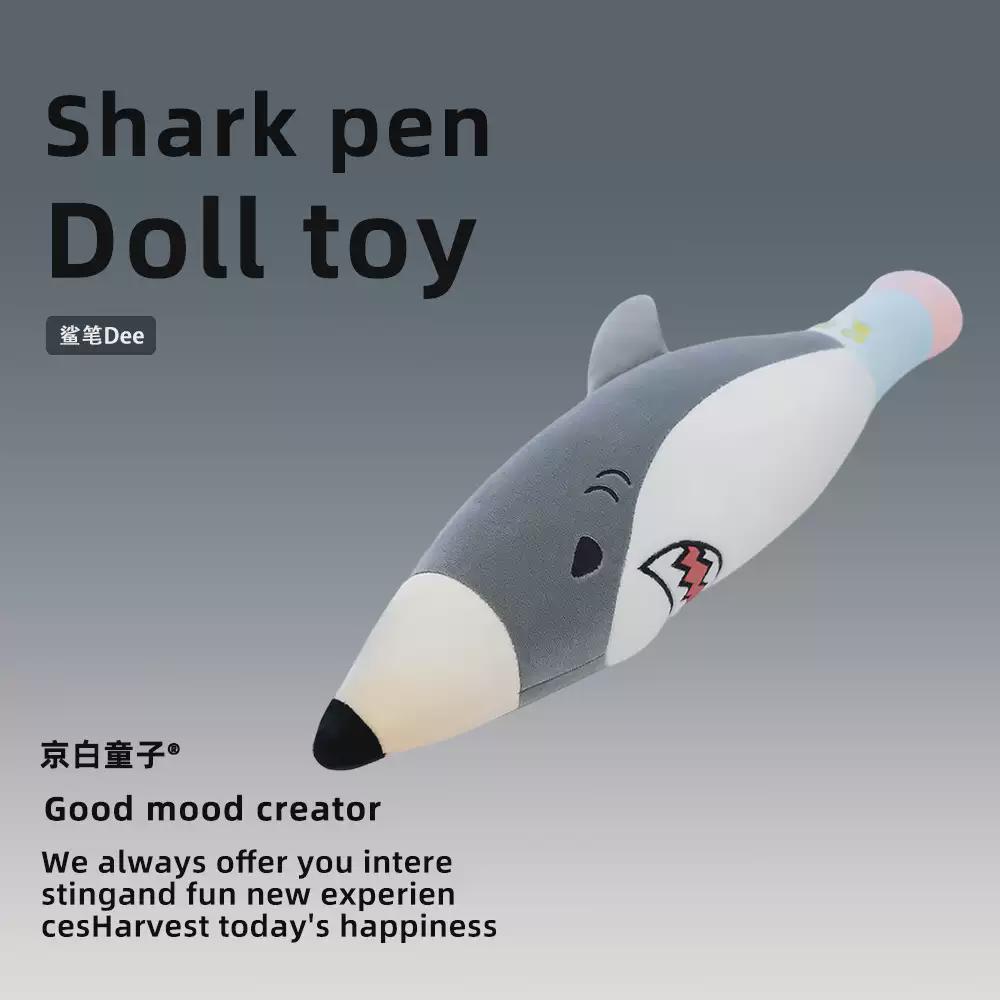 Shark pen
Doll toy
鲨笔Dee
京白童子®
Good mood creator
We always offer you intere
stingand fun new experien
cesHarvest today's happiness